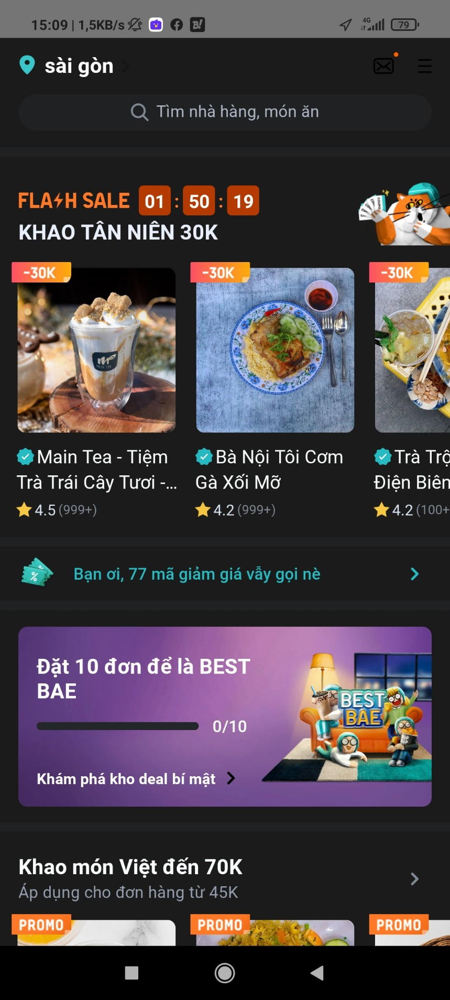 15:09 | 1,5KB/s
4G
79
sài gòn
Tìm nhà hàng, món ăn
FLASH SALE 01 : 50 : 19
KHAO TÂN NIÊN 30K
COUPON
-30K
-30K
-30K
MAIN TEA
Main Tea - Tiệm
Trà Trái Cây Tươi -...
4.5 (999+)
Bà Nội Tôi Cơm
Gà Xối Mỡ
4.2 (999+)
Trà Trộ
Điện Biên
4.2 (100+
Bạn ơi, 77 mã giảm giá vẫy gọi nè
Đặt 10 đơn để là BEST
BAE
0/10
Khám phá kho deal bí mật
BEST
BAE
Khao món Việt đến 70K
Áp dụng cho đơn hàng từ 45K
PROMO
PROMO
PROMO